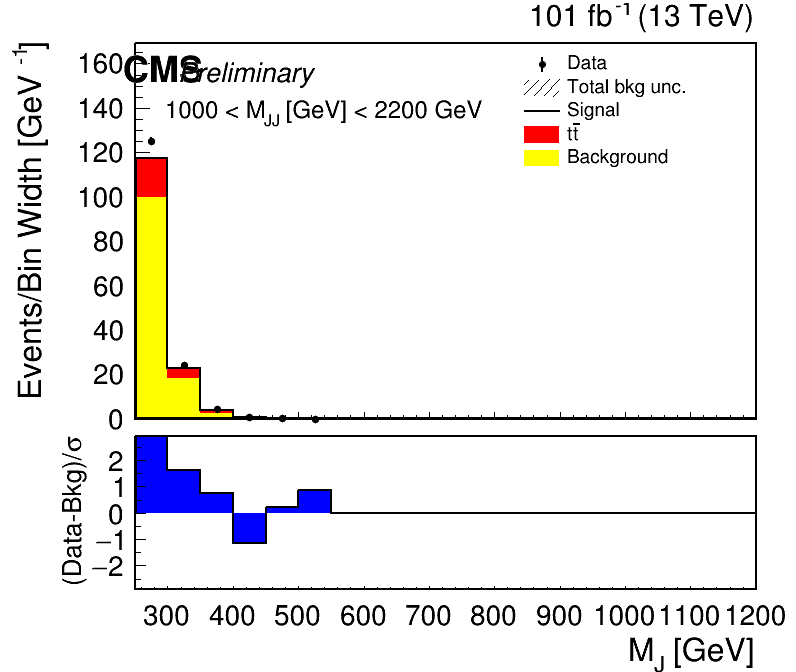 101 fb⁻¹ (13 TeV)
CMS Preliminary
1000 < M_JJ [GeV] < 2200 GeV
Data
Total bkg unc.
Signal
tt̄
Background
Events/Bin Width [GeV⁻¹]
160
140
120
100
80
60
40
20
0
(Data-Bkg)/σ
2
1
0
−1
−2
300 400 500 600 700 800 900 1000 1100 1200
M_J [GeV]